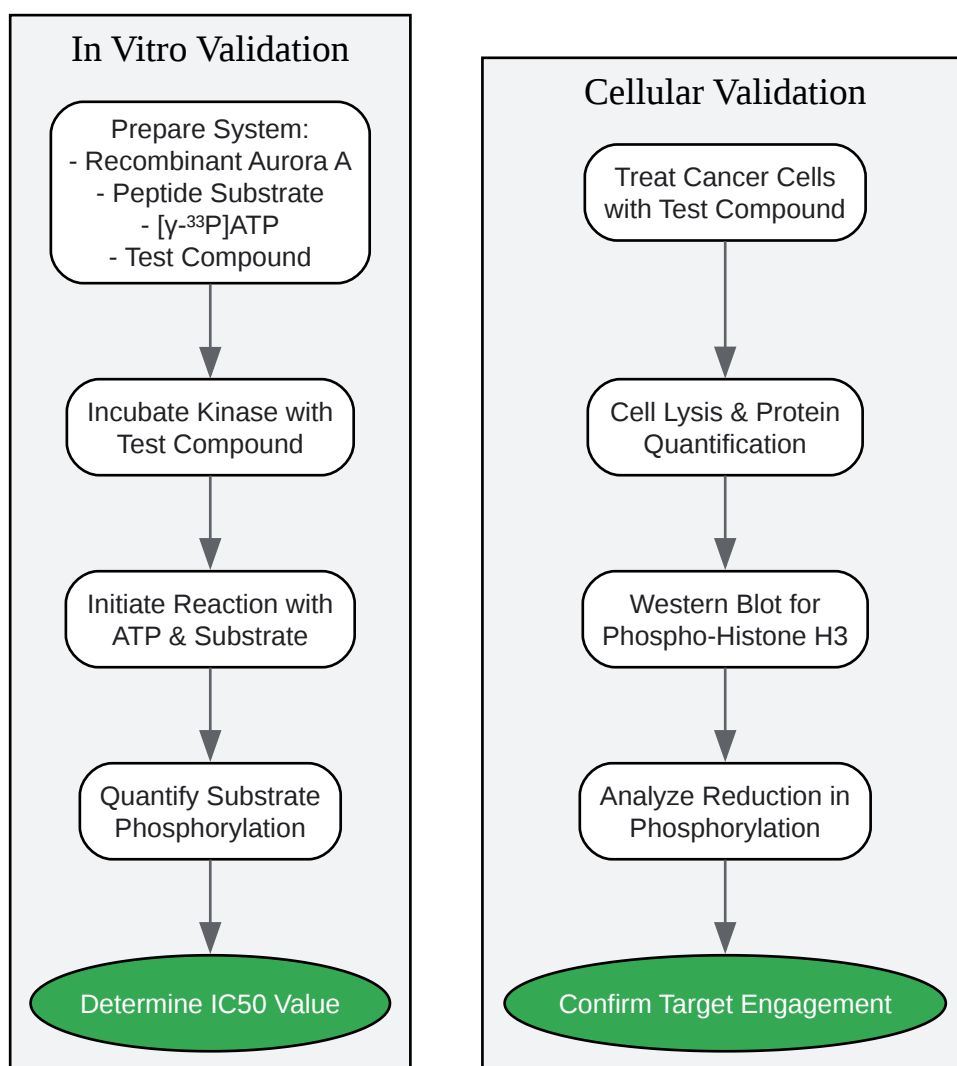 In Vitro Validation
Prepare System:
- Recombinant Aurora A
- Peptide Substrate
- [γ-³³P]ATP
- Test Compound
Incubate Kinase with
Test Compound
Initiate Reaction with
ATP & Substrate
Quantify Substrate
Phosphorylation
Determine IC50 Value
Cellular Validation
Treat Cancer Cells
with Test Compound
Cell Lysis & Protein
Quantification
Western Blot for
Phospho-Histone H3
Analyze Reduction in
Phosphorylation
Confirm Target Engagement